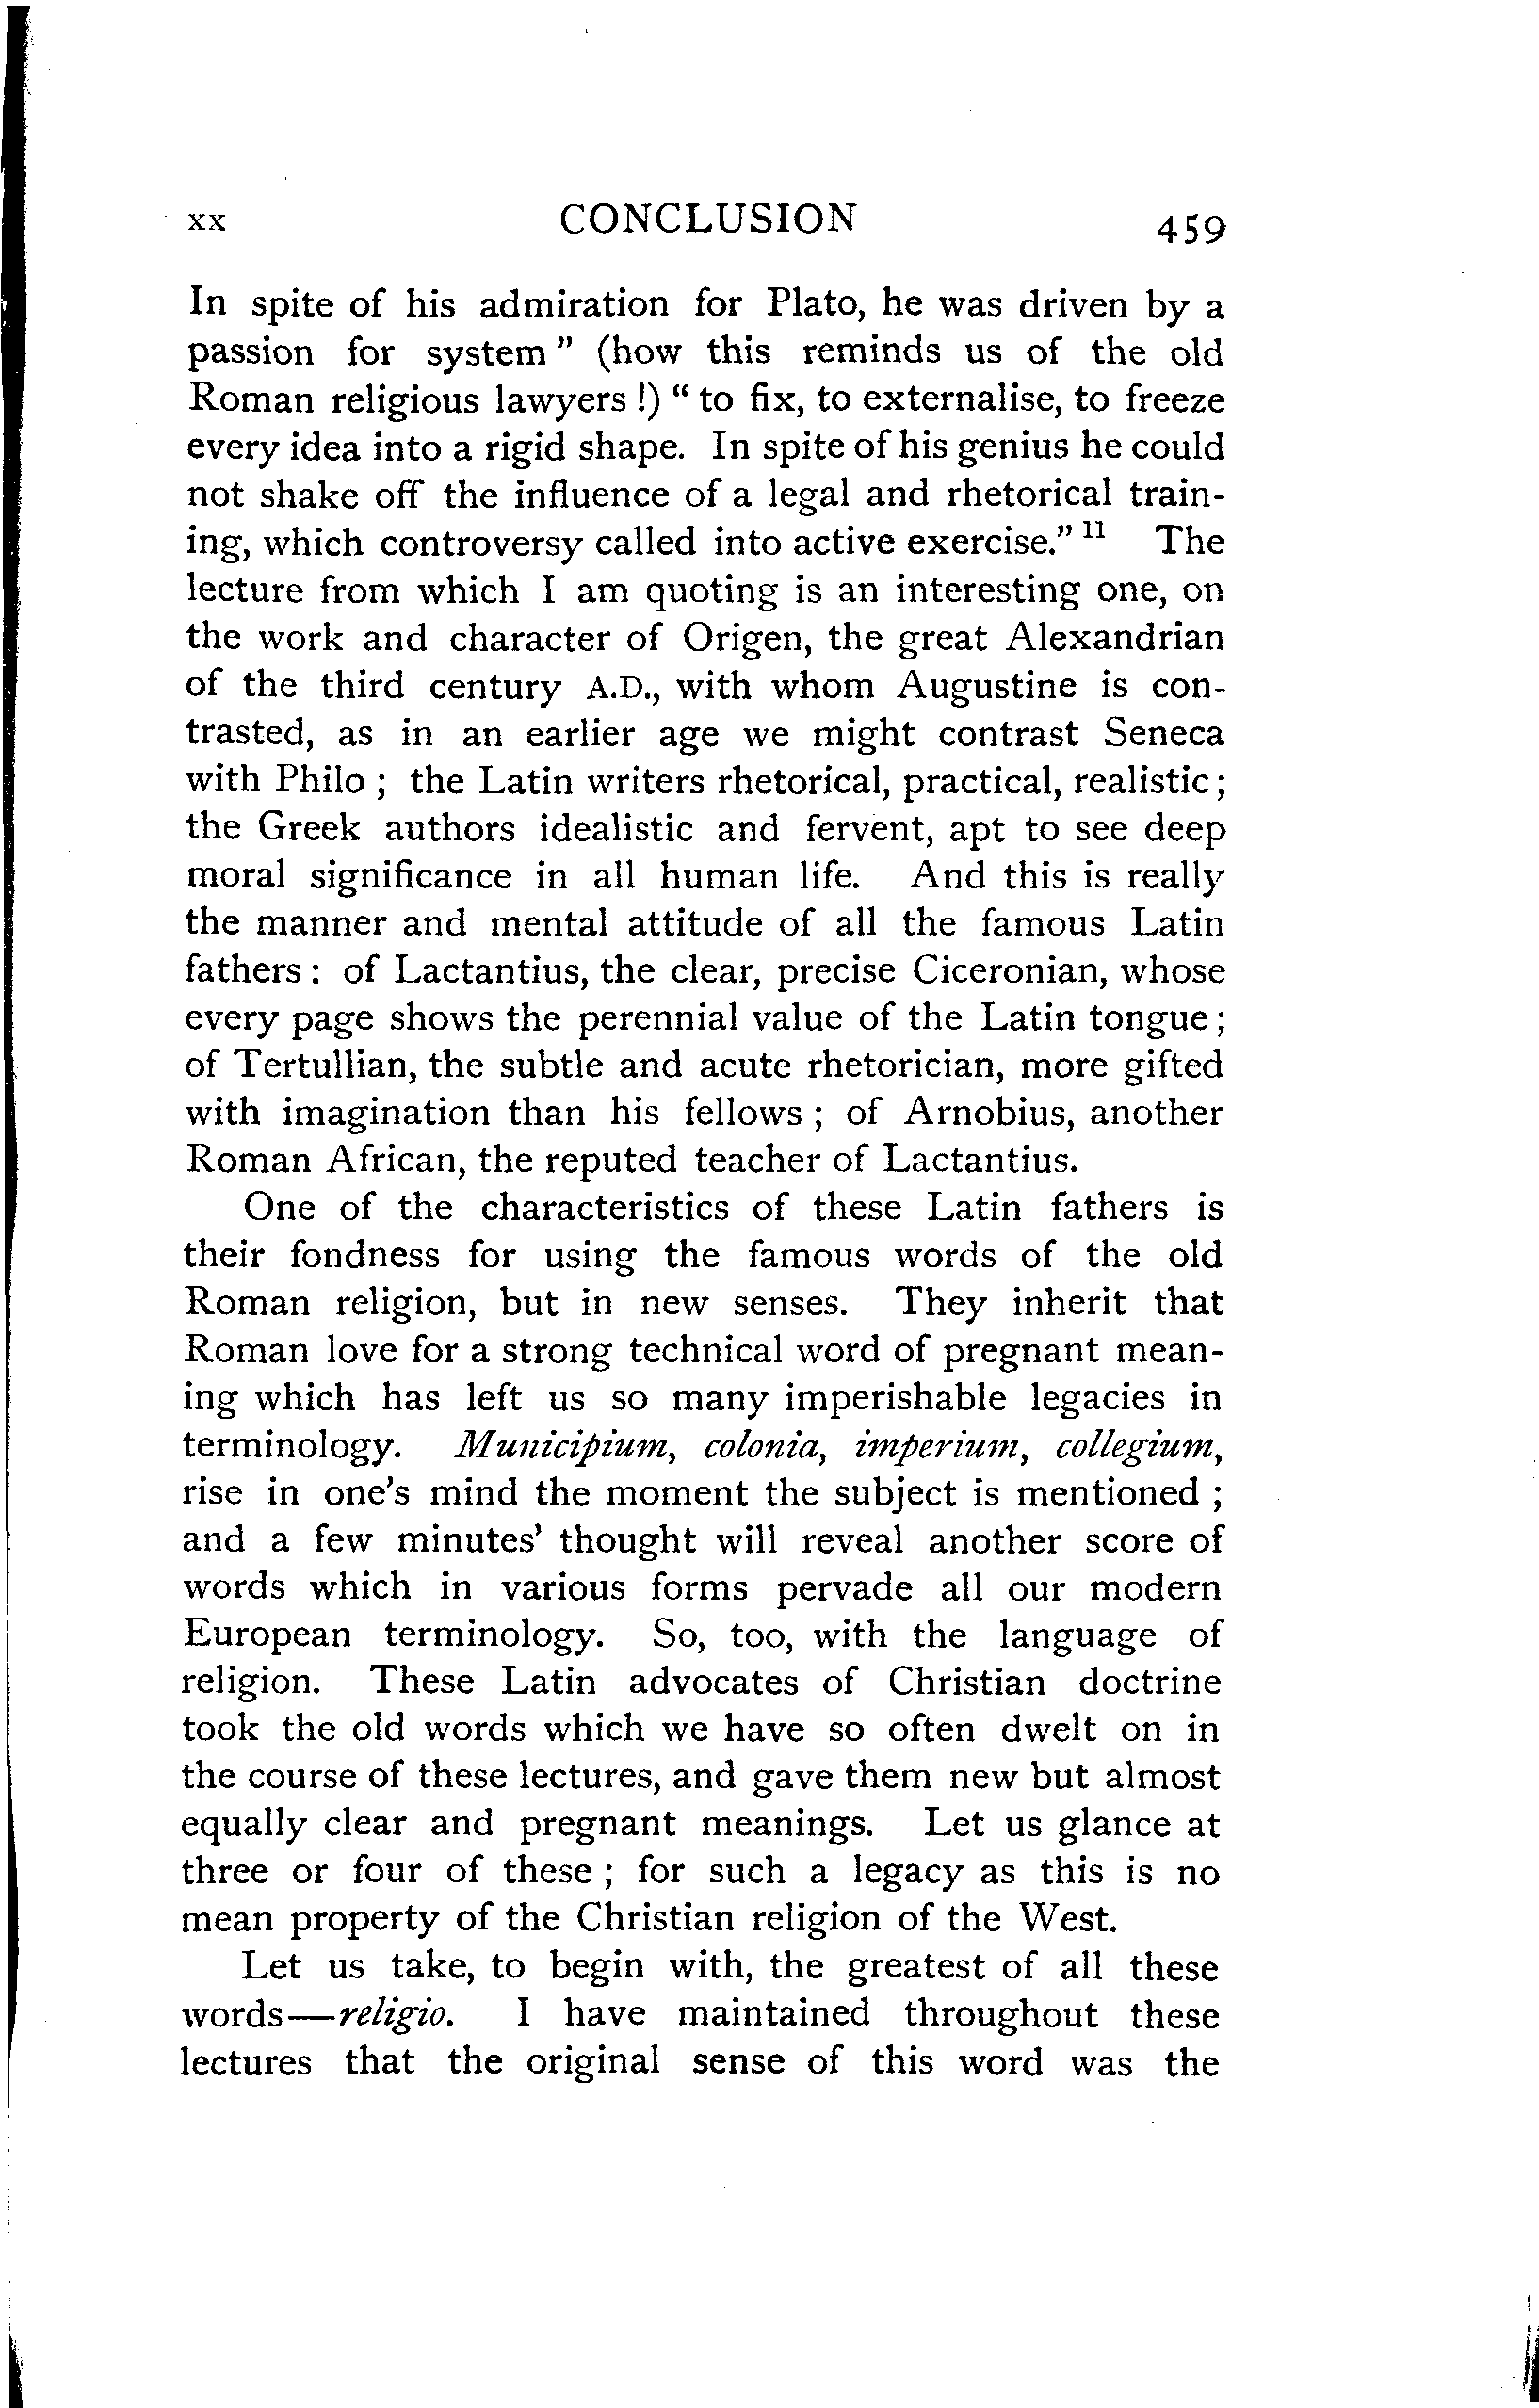 xx CONCLUSION 459
In spite of his admiration for Plato, he was driven by a
passion for system" (how this reminds us of the old
Roman religious lawyers!) "to fix, to externalise, to freeze
every idea into a rigid shape. In spite of his genius he could
not shake off the influence of a legal and rhetorical train-
ing, which controversy called into active exercise." 11 The
lecture from which I am quoting is an interesting one, on
the work and character of Origen, the great Alexandrian
of the third century A.D., with whom Augustine is con-
trasted, as in an earlier age we might contrast Seneca
with Philo; the Latin writers rhetorical, practical, realistic;
the Greek authors idealistic and fervent, apt to see deep
moral significance in all human life. And this is really
the manner and mental attitude of all the famous Latin
fathers: of Lactantius, the clear, precise Ciceronian, whose
every page shows the perennial value of the Latin tongue;
of Tertullian, the subtle and acute rhetorician, more gifted
with imagination than his fellows; of Arnobius, another
Roman African, the reputed teacher of Lactantius.
One of the characteristics of these Latin fathers is
their fondness for using the famous words of the old
Roman religion, but in new senses. They inherit that
Roman love for a strong technical word of pregnant mean-
ing which has left us so many imperishable legacies in
terminology. Municipium, colonia, imperium, collegium,
rise in one's mind the moment the subject is mentioned;
and a few minutes' thought will reveal another score of
words which in various forms pervade all our modern
European terminology. So, too, with the language of
religion. These Latin advocates of Christian doctrine
took the old words which we have so often dwelt on in
the course of these lectures, and gave them new but almost
equally clear and pregnant meanings. Let us glance at
three or four of these; for such a legacy as this is no
mean property of the Christian religion of the West.
Let us take, to begin with, the greatest of all these
words—religio. I have maintained throughout these
lectures that the original sense of this word was the